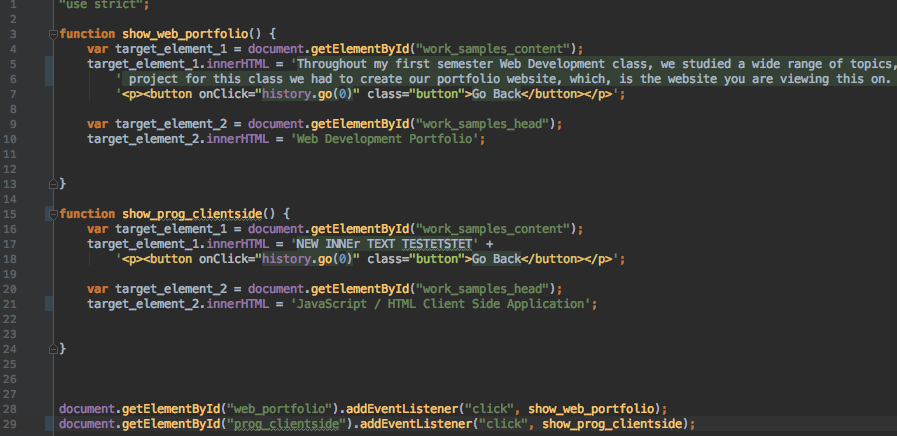 1 "use strict";
2
3 function show_web_portfolio() {
4 var target_element_1 = document.getElementById("work_samples_content");
5 target_element_1.innerHTML = 'Throughout my first semester Web Development class, we studied a wide range of topics,
6 ' project for this class we had to create our portfolio website, which, is the website you are viewing this on.
7 '<p><button onClick="history.go(0)" class="button">Go Back</button></p>';
8
9 var target_element_2 = document.getElementById("work_samples_head");
10 target_element_2.innerHTML = 'Web Development Portfolio';
11
12
13 }
14
15 function show_prog_clientside() {
16 var target_element_1 = document.getElementById("work_samples_content");
17 target_element_1.innerHTML = 'NEW INNEr TEXT TESTETSTET' +
18 '<p><button onClick="history.go(0)" class="button">Go Back</button></p>';
19
20 var target_element_2 = document.getElementById("work_samples_head");
21 target_element_2.innerHTML = 'JavaScript / HTML Client Side Application';
22
23
24 }
25
26
27
28 document.getElementById("web_portfolio").addEventListener("click", show_web_portfolio);
29 document.getElementById("prog_clientside").addEventListener("click", show_prog_clientside);